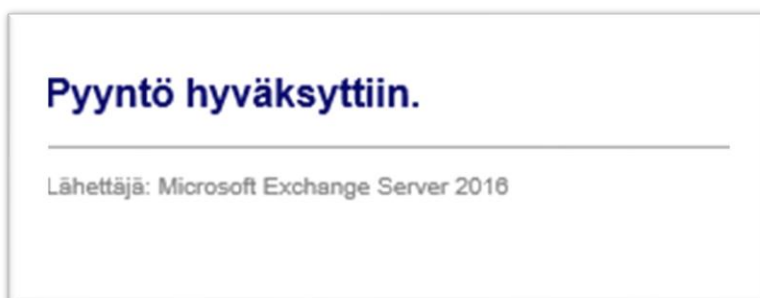 Pyyntö hyväksyttiin.
Lähettäjä: Microsoft Exchange Server 2016